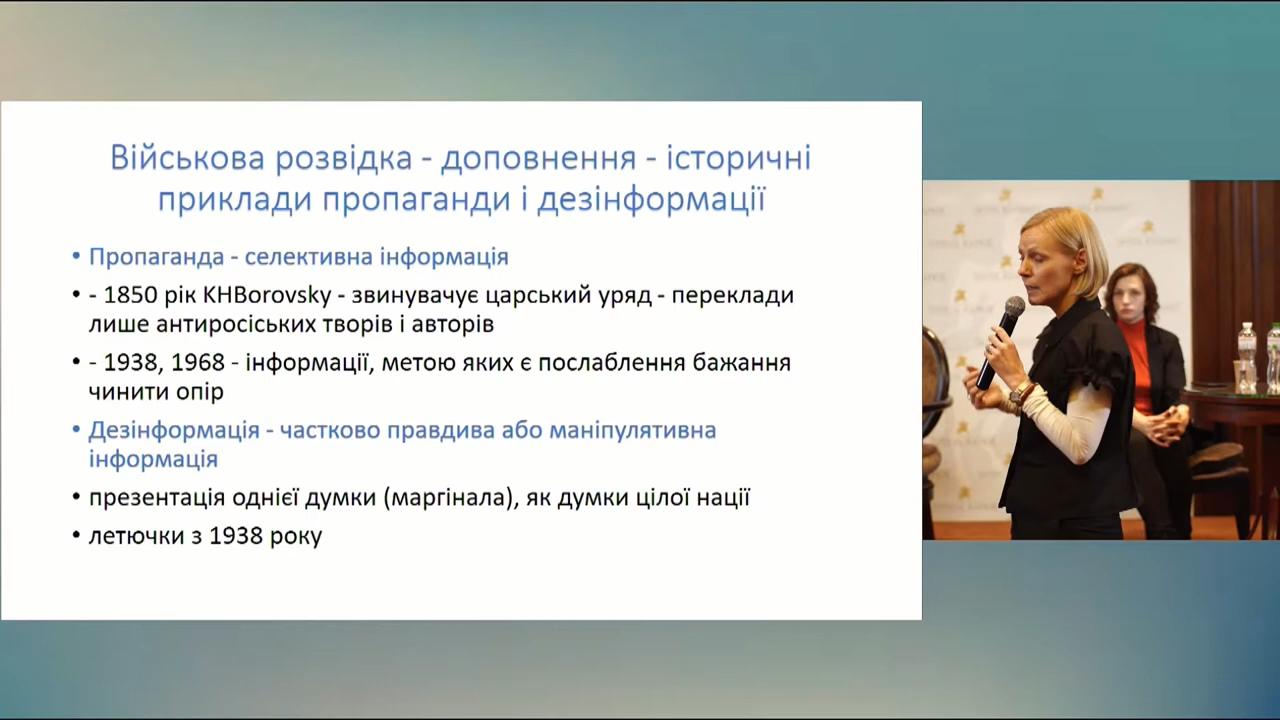 Військова розвідка - доповнення - історичні
приклади пропаганди і дезінформації
• Пропаганда - селективна інформація
• - 1850 рік KHBorovsky - звинувачує царський уряд - переклади
лише антиросіських творів і авторів
• - 1938, 1968 - інформації, метою яких є послаблення бажання
чинити опір
• Дезінформація - частково правдива або маніпулятивна
інформація
• презентація однієї думки (маргінала), як думки цілої нації
• летючки з 1938 року